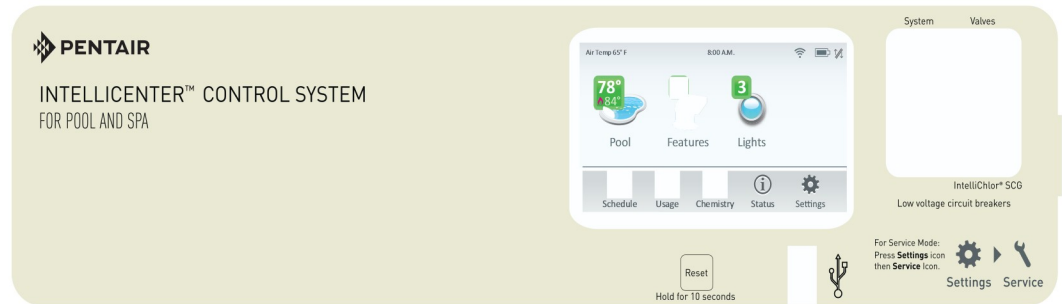 PENTAIR
INTELLICENTER™ CONTROL SYSTEM
FOR POOL AND SPA
Air Temp 65° F 8:00 A.M.
78°
84°
3
Pool Features Lights
Schedule Usage Chemistry Status Settings
Reset
Hold for 10 seconds
System Valves
IntelliChlor® SCG
Low voltage circuit breakers
For Service Mode:
Press Settings icon
then Service Icon.
Settings Service